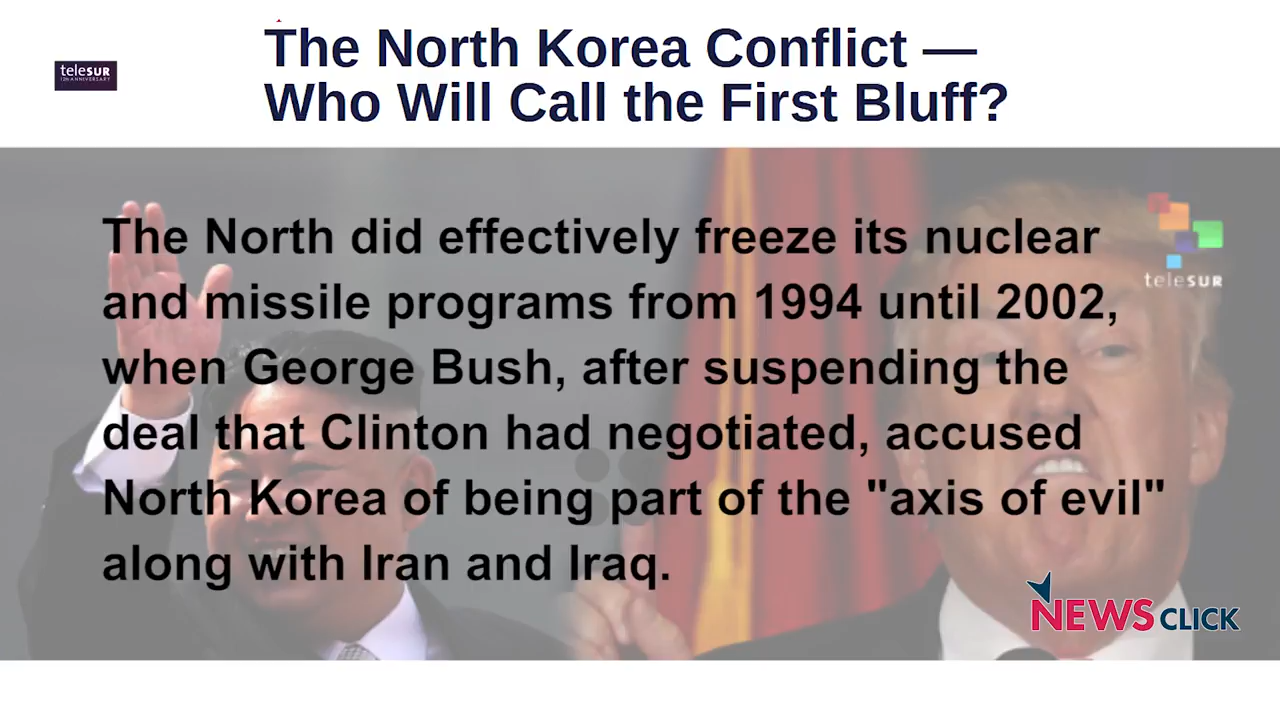 The North Korea Conflict —
Who Will Call the First Bluff?
teleSUR
The North did effectively freeze its nuclear
and missile programs from 1994 until 2002,
when George Bush, after suspending the
deal that Clinton had negotiated, accused
North Korea of being part of the "axis of evil"
along with Iran and Iraq.
teleSUR
NEWSCLICK